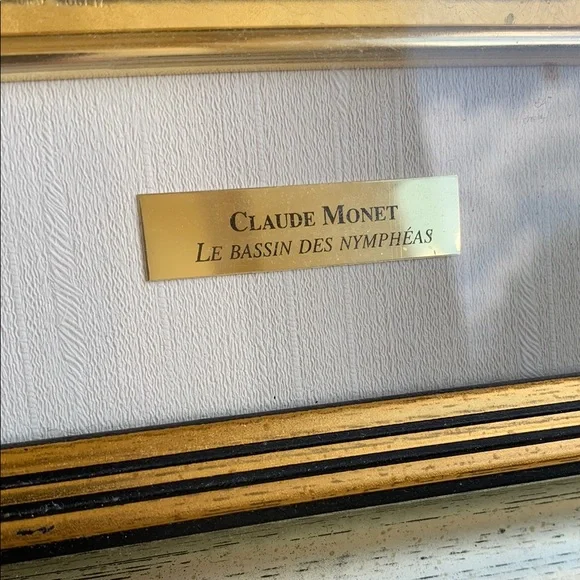 CLAUDE MONET
LE BASSIN DES NYMPHÉAS